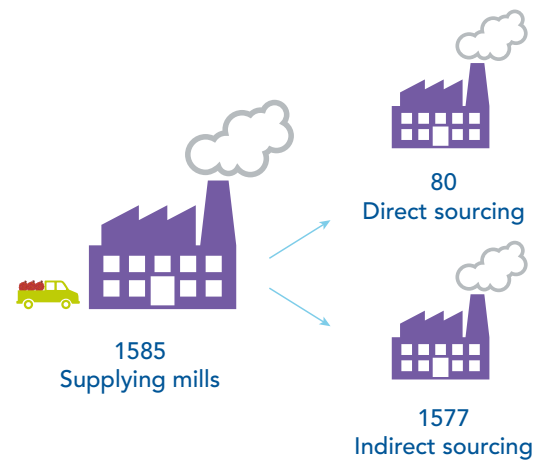 80
Direct sourcing
1585
Supplying mills
1577
Indirect sourcing